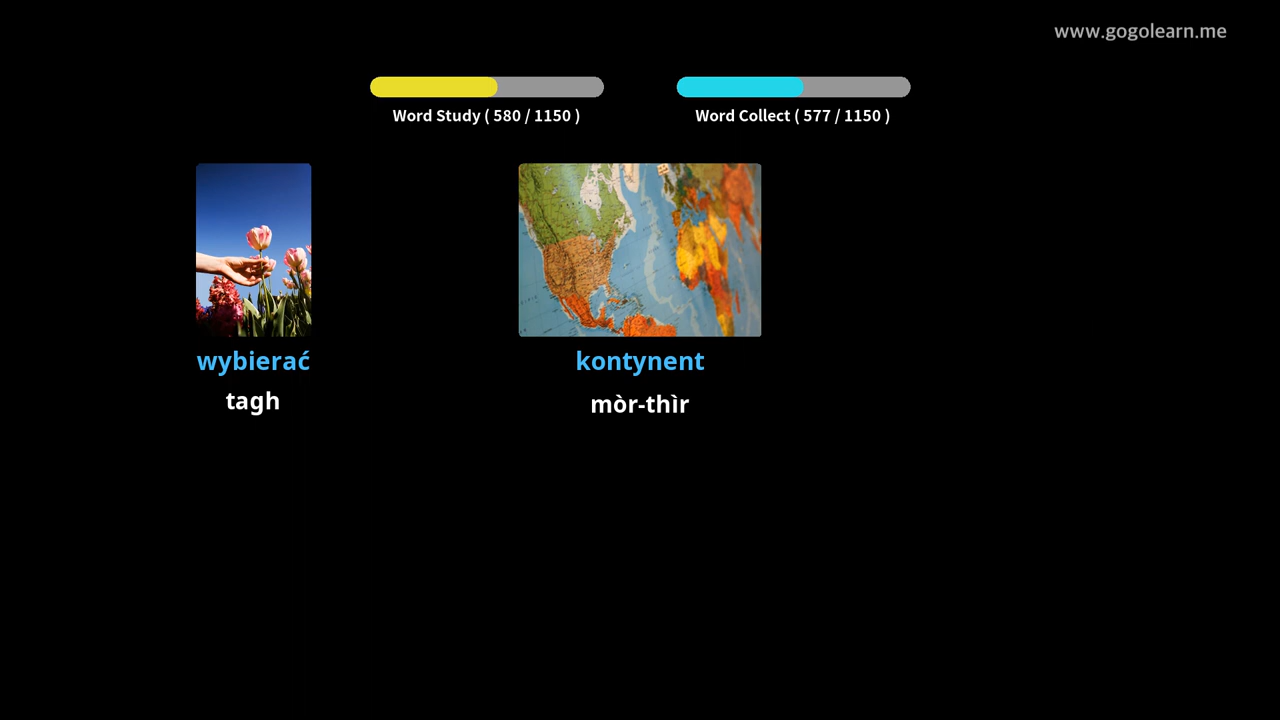 www.gogolearn.me
Word Study ( 580 / 1150 )
Word Collect ( 577 / 1150 )
wybierać
tagh
kontynent
mòr-thìr